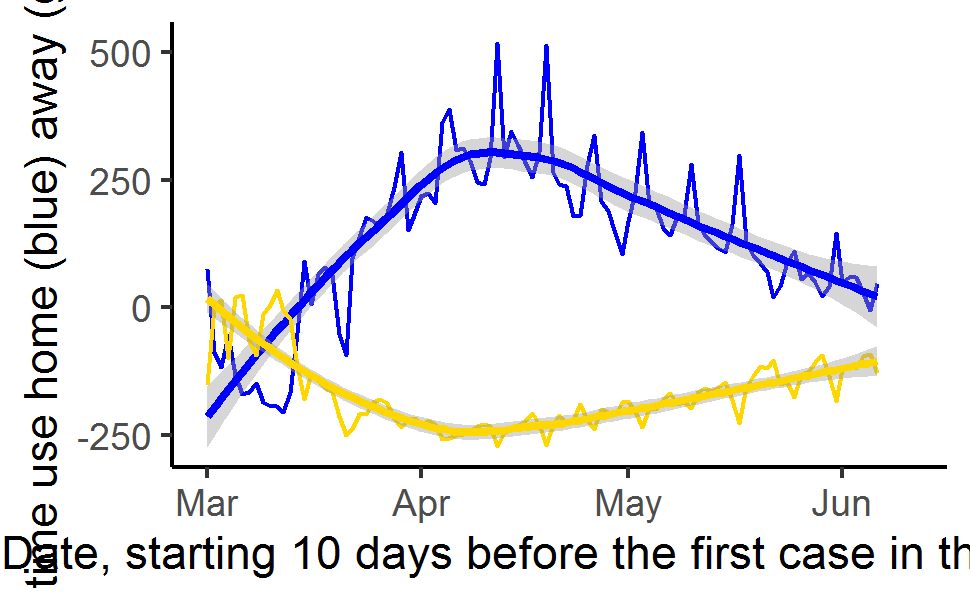 time use home (blue) away (
500
250
0
-250
Mar Apr May Jun
Date, starting 10 days before the first case in th